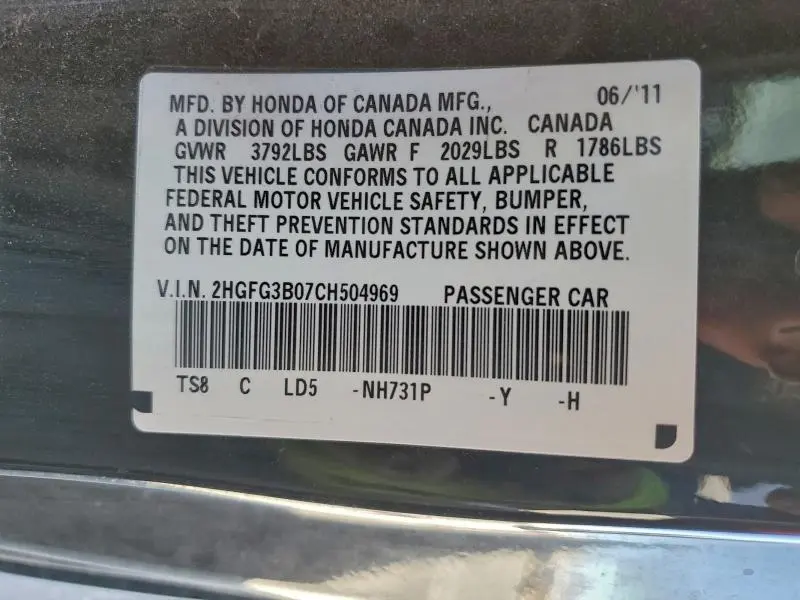 MFD. BY HONDA OF CANADA MFG., 06/'11
A DIVISION OF HONDA CANADA INC. CANADA
GVWR 3792LBS GAWR F 2029LBS R 1786LBS
THIS VEHICLE CONFORMS TO ALL APPLICABLE
FEDERAL MOTOR VEHICLE SAFETY, BUMPER,
AND THEFT PREVENTION STANDARDS IN EFFECT
ON THE DATE OF MANUFACTURE SHOWN ABOVE.
V.I.N. 2HGFG3B07CH504969 PASSENGER CAR
TS8 C LD5 -NH731P -Y -H